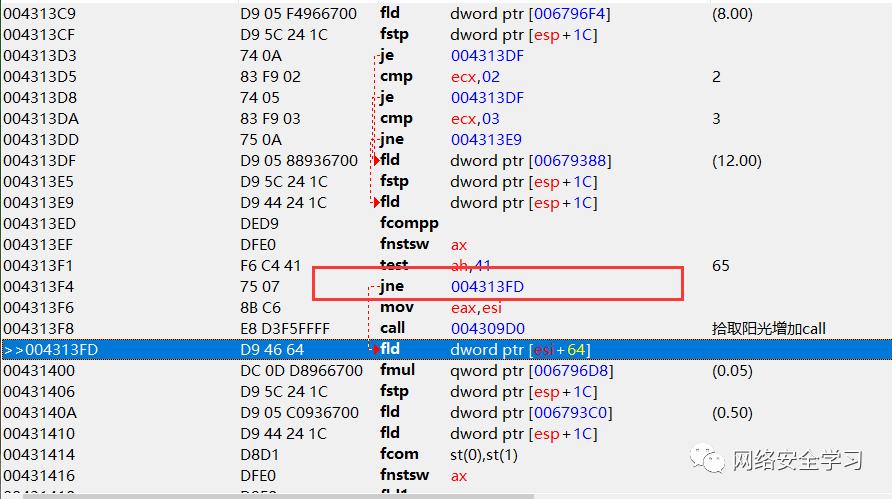 004313C9 D9 05 F4966700 fld dword ptr [006796F4] (8.00)
004313CF D9 5C 24 1C fstp dword ptr [esp+1C]
004313D3 74 0A je 004313DF
004313D5 83 F9 02 cmp ecx,02 2
004313D8 74 05 je 004313DF
004313DA 83 F9 03 cmp ecx,03 3
004313DD 75 0A jne 004313E9
004313DF D9 05 88936700 fld dword ptr [00679388] (12.00)
004313E5 D9 5C 24 1C fstp dword ptr [esp+1C]
004313E9 D9 44 24 1C fld dword ptr [esp+1C]
004313ED DED9 fcompp
004313EF DFE0 fnstsw ax
004313F1 F6 C4 41 test ah,41 65
004313F4 75 07 jne 004313FD
004313F6 8B C6 mov eax,esi
004313F8 E8 D3F5FFFF call 004309D0 拾取阳光增加call
>>004313FD D9 46 64 fld dword ptr [esi+64]
00431400 DC 0D D8966700 fmul qword ptr [006796D8] (0.05)
00431406 D9 5C 24 1C fstp dword ptr [esp+1C]
0043140A D9 05 C0936700 fld dword ptr [006793C0] (0.50)
00431410 D9 44 24 1C fld dword ptr [esp+1C]
00431414 D8D1 fcom st(0),st(1)
00431416 DFE0 fnstsw ax
网络安全学习